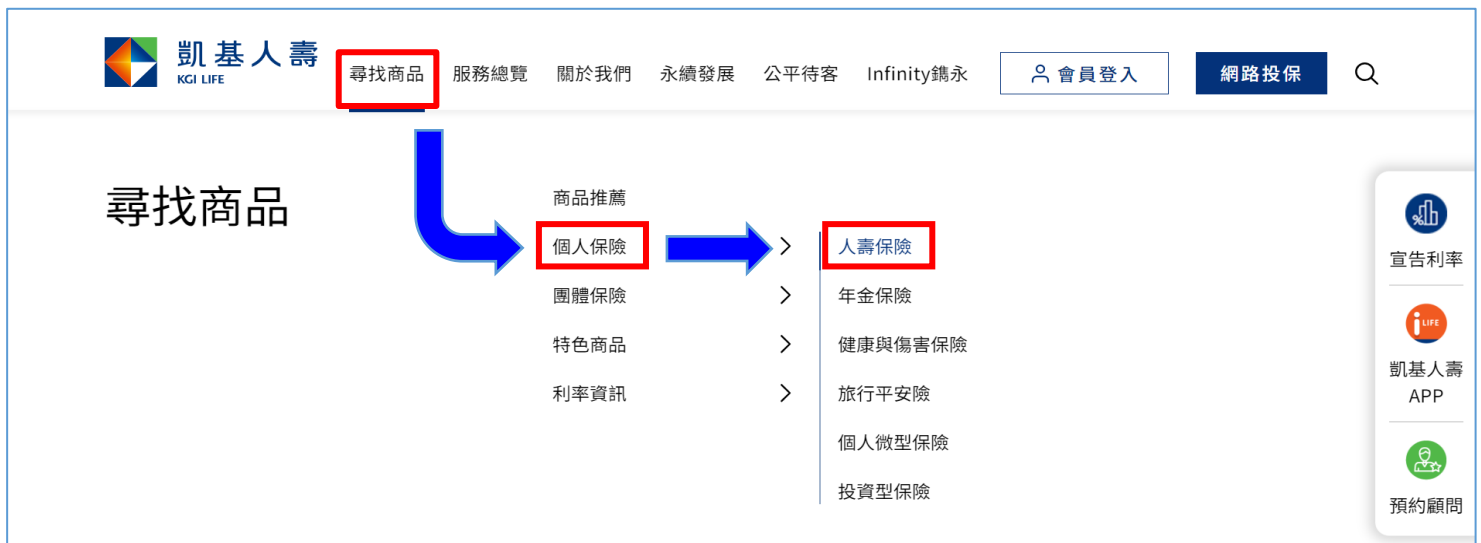 凱基人壽
KGI LIFE
尋找商品 服務總覽 關於我們 永續發展 公平待客 Infinity鐫永 會員登入 網路投保
尋找商品
商品推薦
個人保險
團體保險
特色商品
利率資訊
人壽保險
年金保險
健康與傷害保險
旅行平安險
個人微型保險
投資型保險
%
宣告利率
i LIFE
凱基人壽
APP
預約顧問